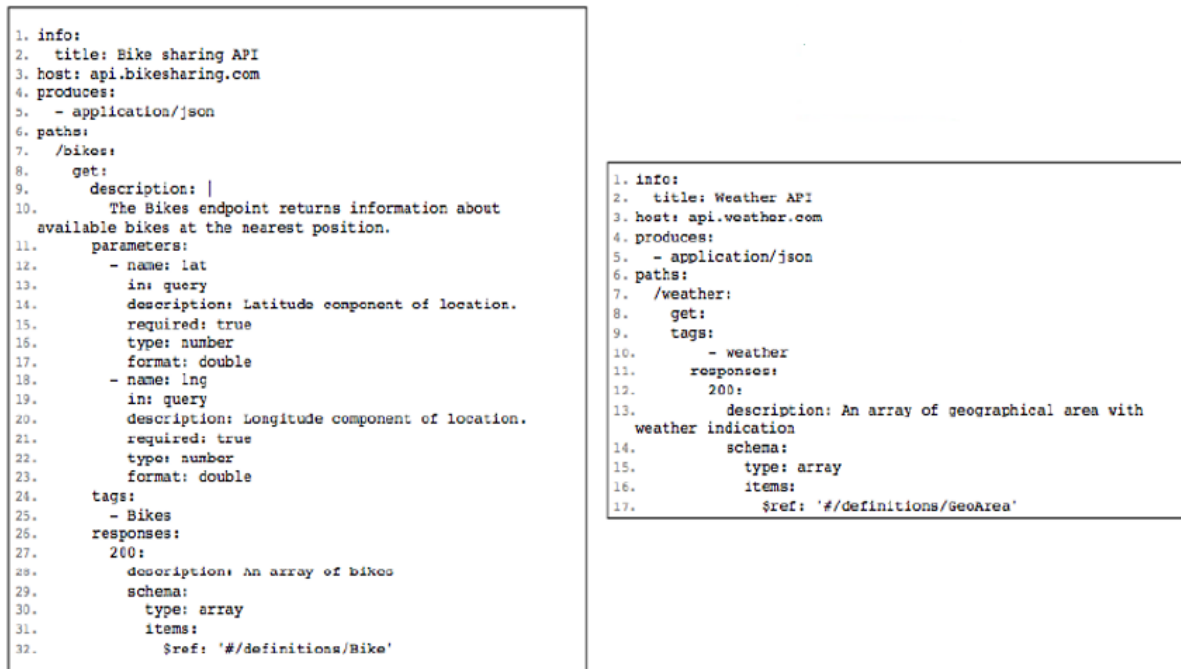 1. info:
2. title: Bike sharing API
3. host: api.bikesharing.com
4. produces:
5. - application/json
6. paths:
7. /bikes:
8. get:
9. description: |
10. The Bikes endpoint returns information about
available bikes at the nearest position.
11. parameters:
12. - name: lat
13. in: query
14. description: Latitude component of location.
15. required: true
16. type: number
17. format: double
18. - name: lng
19. in: query
20. description: Longitude component of location.
21. required: true
22. type: number
23. format: double
24. tags:
25. - Bikes
26. responses:
27. 200:
28. description: An array of bikes
29. schema:
30. type: array
31. items:
32. $ref: '#/definitions/Bike'
1. info:
2. title: Weather API
3. host: api.weather.com
4. produces:
5. - application/json
6. paths:
7. /weather:
8. get:
9. tags:
10. - weather
11. responses:
12. 200:
13. description: An array of geographical area with
weather indication
14. schema:
15. type: array
16. items:
17. $ref: '#/definitions/GeoArea'